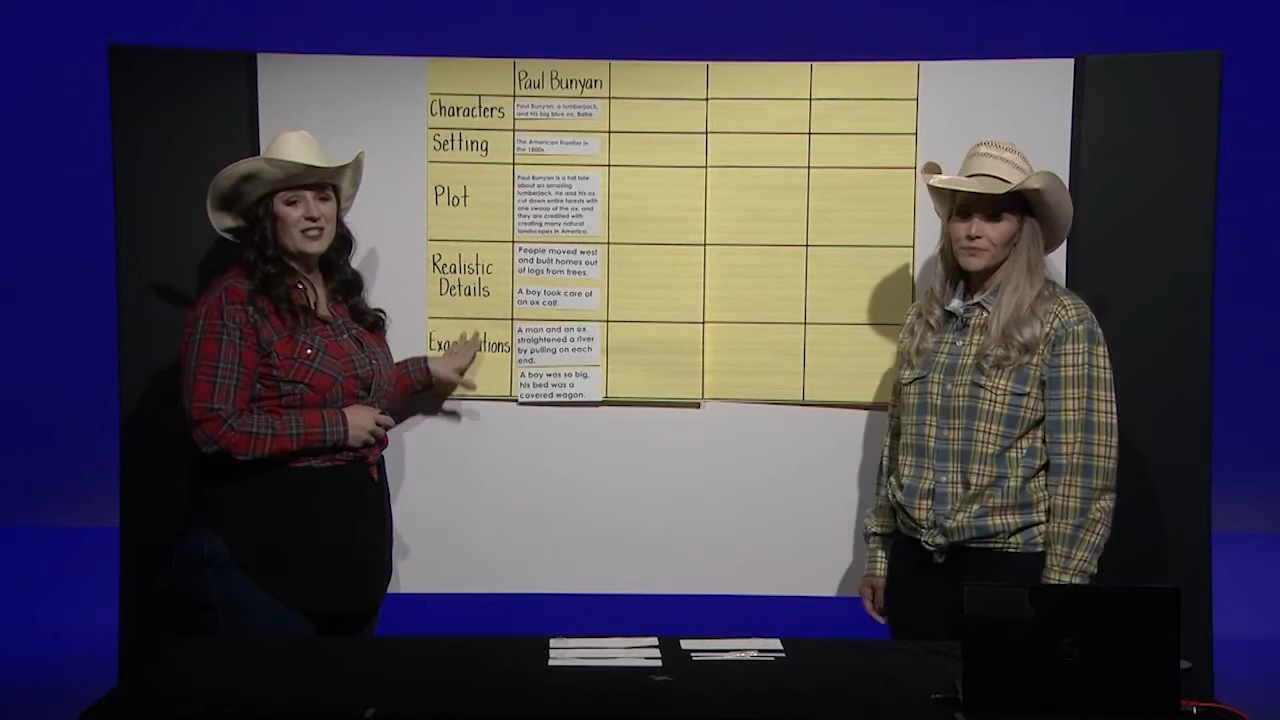 Paul Bunyan
Characters
Paul Bunyan, a lumberjack,
and his big blue ox, Babe
Setting
The American Frontier in
the 1800s
Plot
Paul Bunyan is a tall tale
about an amazing
lumberjack. He and his ox
cut down entire forests with
one swoop of the ax, and
they are credited with
creating many natural
landscapes in America.
Realistic
Details
People moved west
and built homes out
of logs from trees.
A boy took care of
an ox calf.
A man and an ox
straightened a river
by pulling on each
end.
A boy was so big,
his bed was a
covered wagon.